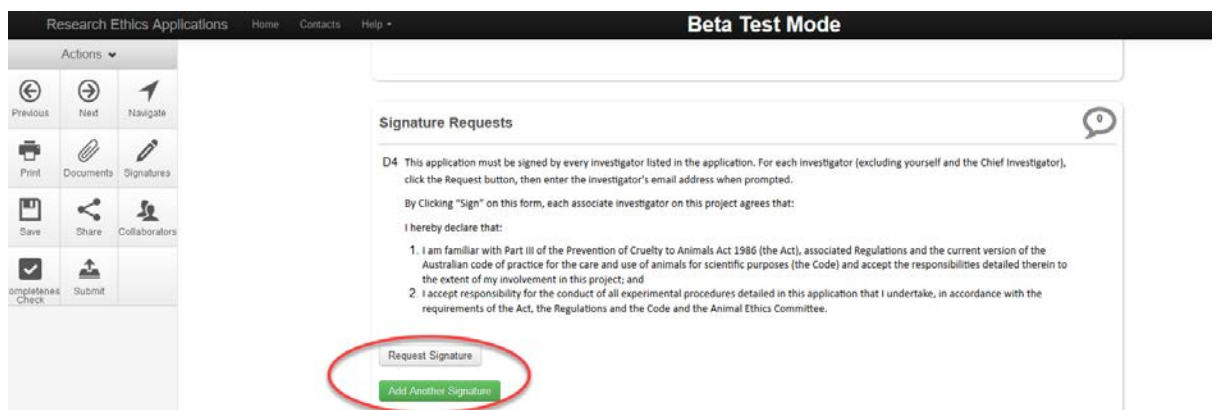 Research Ethics Applications Home Contacts Help Beta Test Mode
Actions
Previous Next Navigate
Print Documents Signatures
Save Share Collaborators
ompletenes Submit
Check
Signature Requests 0
D4 This application must be signed by every investigator listed in the application. For each investigator (excluding yourself and the Chief Investigator),
click the Request button, then enter the investigator's email address when prompted.
By Clicking "Sign" on this form, each associate investigator on this project agrees that:
I hereby declare that:
1. I am familiar with Part III of the Prevention of Cruelty to Animals Act 1986 (the Act), associated Regulations and the current version of the
Australian code of practice for the care and use of animals for scientific purposes (the Code) and accept the responsibilities detailed therein to
the extent of my involvement in this project; and
2. I accept responsibility for the conduct of all experimental procedures detailed in this application that I undertake, in accordance with the
requirements of the Act, the Regulations and the Code and the Animal Ethics Committee.
Request Signature
Add Another Signature